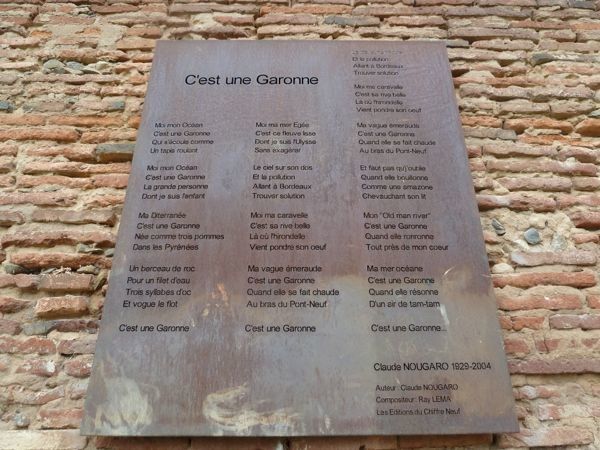 C'est une Garonne
Moi mon Océan
C'est une Garonne
Qui s'écoule comme
Un tapis roulant
Moi mon Océan
C'est une Garonne
La grande personne
Dont je suis l'enfant
Ma Diterranée
C'est une Garonne
Née comme trois pommes
Dans les Pyrénées
Un berceau de roc
Pour un filet d'eau
Trois syllabes d'oc
Et vogue le flot
C'est une Garonne
Moi ma mer Egée
C'est ce fleuve lisse
Dont je suis l'Ulysse
Sans exagérer
Le ciel sur son dos
Et la pollution
Allant à Bordeaux
Trouver solution
Moi ma caravelle
C'est sa rive belle
Là où l'hirondelle
Vient pondre son oeuf
Ma vague émeraude
C'est une Garonne
Quand elle se fait chaude
Au bras du Pont-Neuf
C'est une Garonne
Et la pollution
Allant à Bordeaux
Trouver solution
Moi ma caravelle
C'est sa rive belle
Là où l'hirondelle
Vient pondre son oeuf
Ma vague émeraude
C'est une Garonne
Quand elle se fait chaude
Au bras du Pont-Neuf
Et faut pas qu'j'oublie
Quand elle brouillonne
Comme une amazone
Chevauchant son lit
Mon "Old man river"
C'est une Garonne
Quand elle ronronne
Tout près de mon coeur
Ma mer océane
C'est une Garonne
Quand elle résonne
D'un air de tam-tam
C'est une Garonne...
Claude NOUGARO 1929-2004
Auteur: Claude NOUGARO
Compositeur: Ray LEMA
Les Editions du Chiffre Neuf